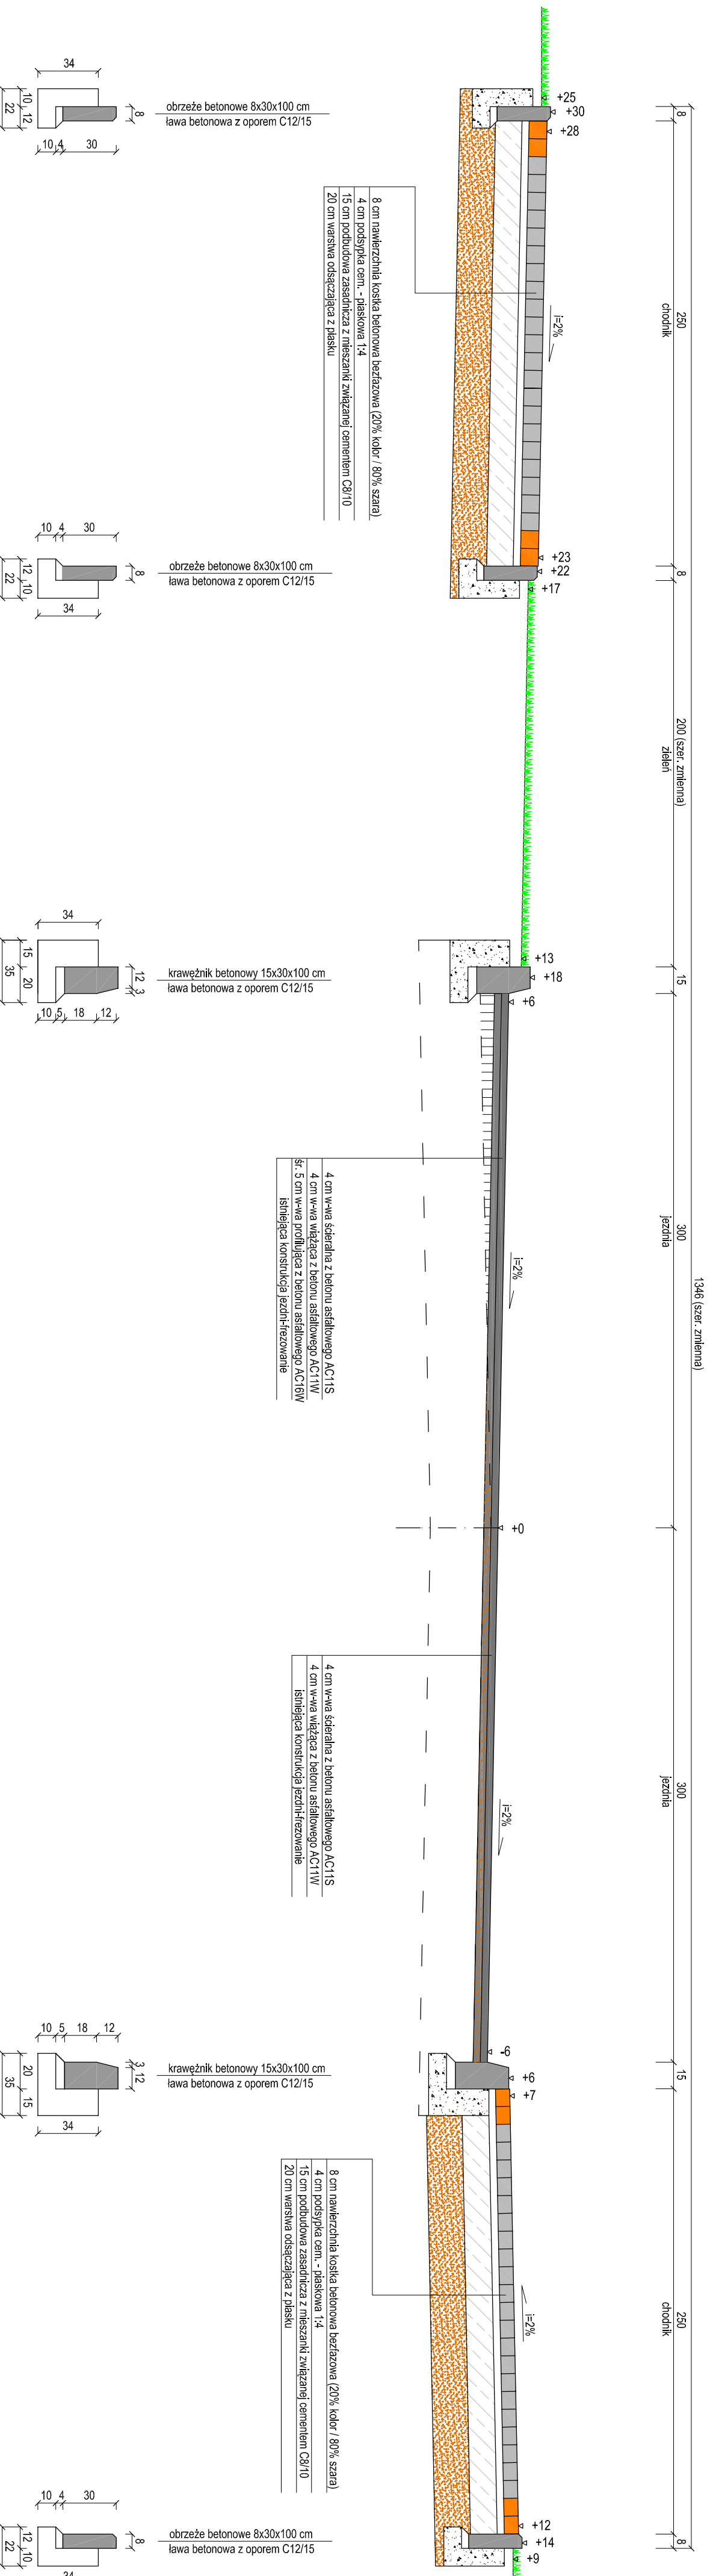 1346 (szer. zmienna)
8
250
chodnik
8
200 (szer. zmienna)
zieleń
15
300
jezdnia
300
jezdnia
15
250
chodnik
8
+25
+30
+28
i=2%
+23
+22
+17
+13
+18
+6
i=2%
+0
i=2%
-6
+6
+7
i=2%
+12
+14
+9
8 cm nawierzchnia kostka betonowa bezfazowa (20% kolor / 80% szara)
4 cm podsypka cem. - piaskowa 1:4
15 cm podbudowa zasadnicza z mieszanki związanej cementem C8/10
20 cm warstwa odsączająca z piasku
4 cm w-wa ścieralna z betonu asfaltowego AC11S
4 cm w-wa wiążąca z betonu asfaltowego AC11W
śr. 5 cm w-wa profilująca z betonu asfaltowego AC16W
istniejąca konstrukcja jezdni-frezowanie
4 cm w-wa ścieralna z betonu asfaltowego AC11S
4 cm w-wa wiążąca z betonu asfaltowego AC11W
istniejąca konstrukcja jezdni-frezowanie
8 cm nawierzchnia kostka betonowa bezfazowa (20% kolor / 80% szara)
4 cm podsypka cem. - piaskowa 1:4
15 cm podbudowa zasadnicza z mieszanki związanej cementem C8/10
20 cm warstwa odsączająca z piasku
obrzeże betonowe 8x30x100 cm
ława betonowa z oporem C12/15
8
34
30
4
10
10
12
22
obrzeże betonowe 8x30x100 cm
ława betonowa z oporem C12/15
8
30
4
10
34
12
10
22
krawężnik betonowy 15x30x100 cm
ława betonowa z oporem C12/15
12
3
34
12
18
5
10
15
20
35
krawężnik betonowy 15x30x100 cm
ława betonowa z oporem C12/15
3
12
12
18
5
10
34
20
15
35
obrzeże betonowe 8x30x100 cm
ława betonowa z oporem C12/15
8
30
4
10
34
12
10
22